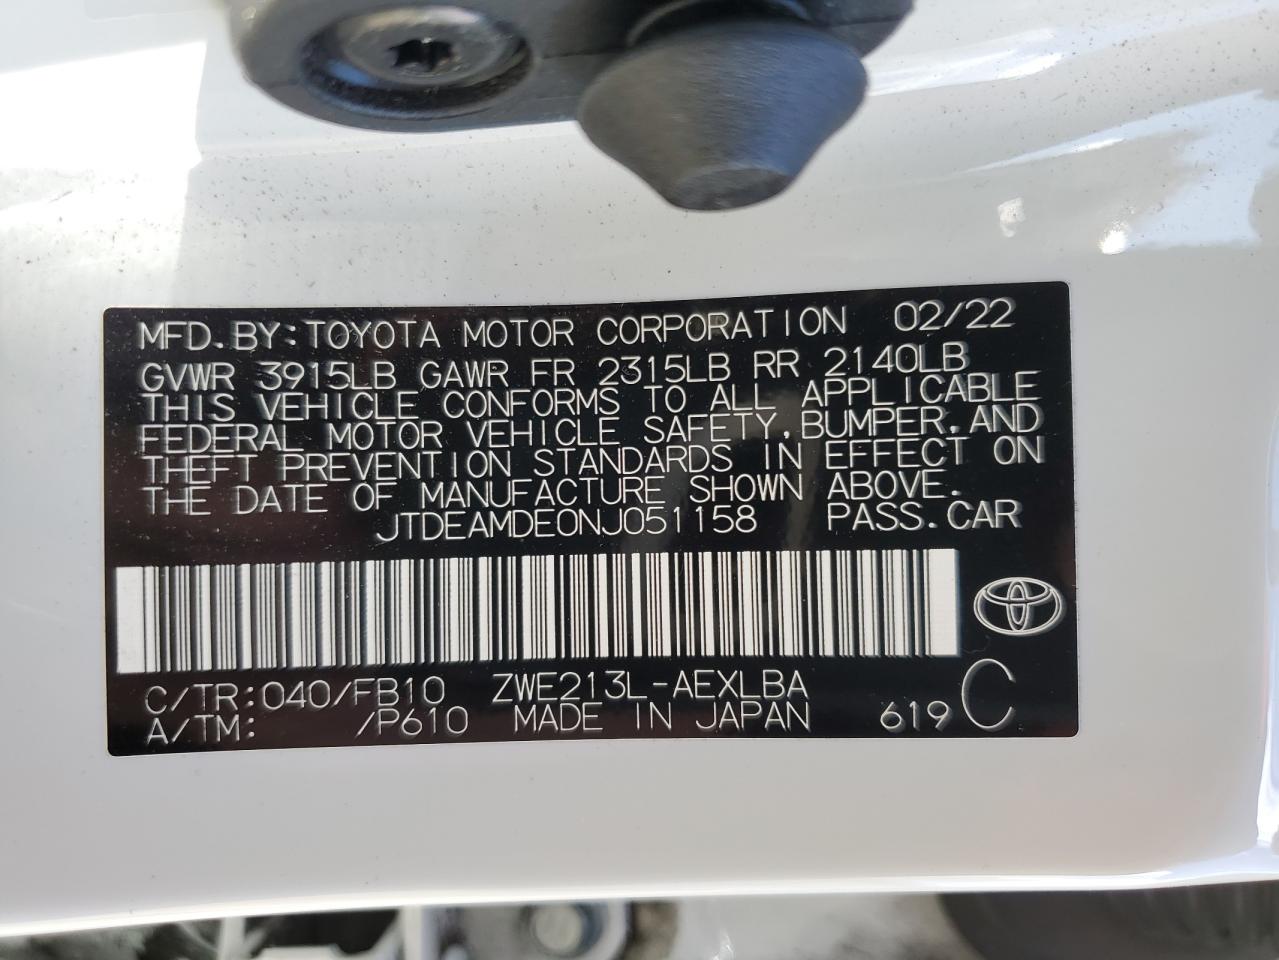 MFD. BY: TOYOTA MOTOR CORPORATION 02/22
GVWR 3915LB GAWR FR 2315LB RR 2140LB
THIS VEHICLE CONFORMS TO ALL APPLICABLE
FEDERAL MOTOR VEHICLE SAFETY, BUMPER, AND
THEFT PREVENTION STANDARDS IN EFFECT ON
THE DATE OF MANUFACTURE SHOWN ABOVE.
JTDEAMDE0NJ051158 PASS. CAR
C/TR: 040/FB10 ZWE213L-AEXLBA
A/TM: /P610 MADE IN JAPAN 619 C